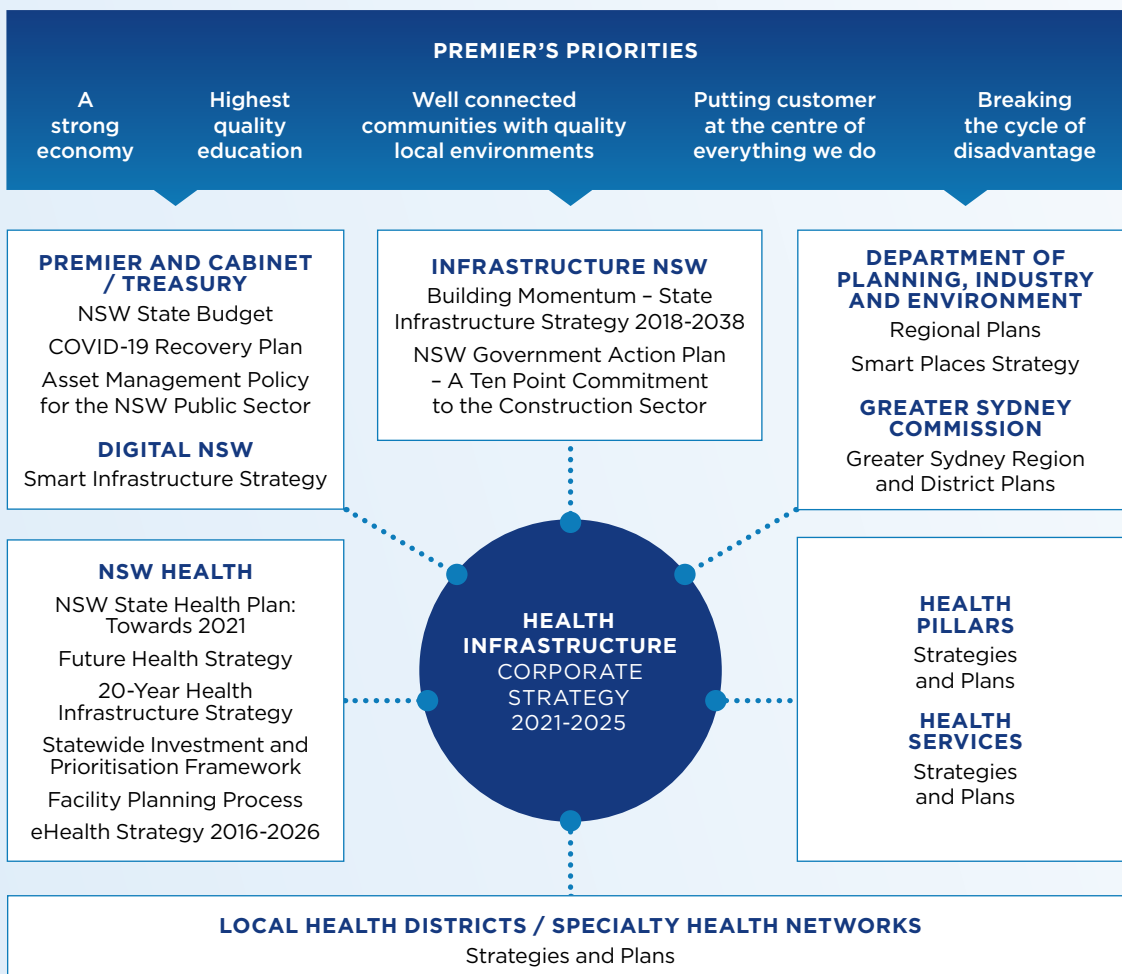 PREMIER’S PRIORITIES
A
strong
economy
Highest
quality
education
Well connected
communities with quality
local environments
Putting customer
at the centre of
everything we do
Breaking
the cycle of
disadvantage
PREMIER AND CABINET
/ TREASURY
NSW State Budget
COVID-19 Recovery Plan
Asset Management Policy
for the NSW Public Sector
DIGITAL NSW
Smart Infrastructure Strategy
INFRASTRUCTURE NSW
Building Momentum – State
Infrastructure Strategy 2018-2038
NSW Government Action Plan
– A Ten Point Commitment
to the Construction Sector
DEPARTMENT OF
PLANNING, INDUSTRY
AND ENVIRONMENT
Regional Plans
Smart Places Strategy
GREATER SYDNEY
COMMISSION
Greater Sydney Region
and District Plans
NSW HEALTH
NSW State Health Plan:
Towards 2021
Future Health Strategy
20-Year Health
Infrastructure Strategy
Statewide Investment and
Prioritisation Framework
Facility Planning Process
eHealth Strategy 2016-2026
HEALTH
INFRASTRUCTURE
CORPORATE
STRATEGY
2021-2025
HEALTH
PILLARS
Strategies
and Plans
HEALTH
SERVICES
Strategies
and Plans
LOCAL HEALTH DISTRICTS / SPECIALTY HEALTH NETWORKS
Strategies and Plans